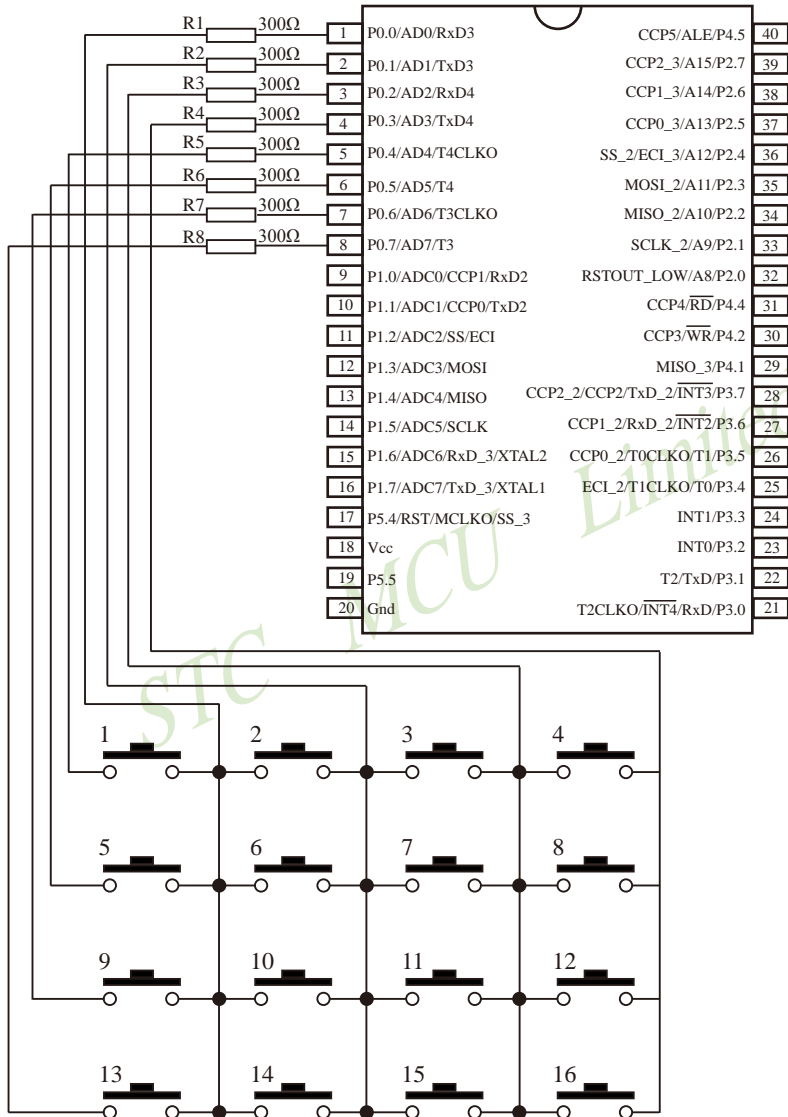 R1 300Ω 1 P0.0/AD0/RxD3 CCP5/ALE/P4.5 40
R2 300Ω 2 P0.1/AD1/TxD3 CCP2_3/A15/P2.7 39
R3 300Ω 3 P0.2/AD2/RxD4 CCP1_3/A14/P2.6 38
R4 300Ω 4 P0.3/AD3/TxD4 CCP0_3/A13/P2.5 37
R5 300Ω 5 P0.4/AD4/T4CLKO SS_2/ECI_3/A12/P2.4 36
R6 300Ω 6 P0.5/AD5/T4 MOSI_2/A11/P2.3 35
R7 300Ω 7 P0.6/AD6/T3CLKO MISO_2/A10/P2.2 34
R8 300Ω 8 P0.7/AD7/T3 SCLK_2/A9/P2.1 33
9 P1.0/ADC0/CCP1/RxD2 RSTOUT_LOW/A8/P2.0 32
10 P1.1/ADC1/CCP0/TxD2 CCP4/RD/P4.4 31
11 P1.2/ADC2/SS/ECI CCP3/WR/P4.2 30
12 P1.3/ADC3/MOSI MISO_3/P4.1 29
13 P1.4/ADC4/MISO CCP2_2/CCP2/TxD_2/INT3/P3.7 28
14 P1.5/ADC5/SCLK CCP1_2/RxD_2/INT2/P3.6 27
15 P1.6/ADC6/RxD_3/XTAL2 CCP0_2/T0CLKO/T1/P3.5 26
16 P1.7/ADC7/TxD_3/XTAL1 ECI_2/T1CLKO/T0/P3.4 25
17 P5.4/RST/MCLKO/SS_3 INT1/P3.3 24
18 Vcc INT0/P3.2 23
19 P5.5 T2/TxD/P3.1 22
20 Gnd T2CLKO/INT4/RxD/P3.0 21
STC MCU Limited
1 2 3 4
5 6 7 8
9 10 11 12
13 14 15 16